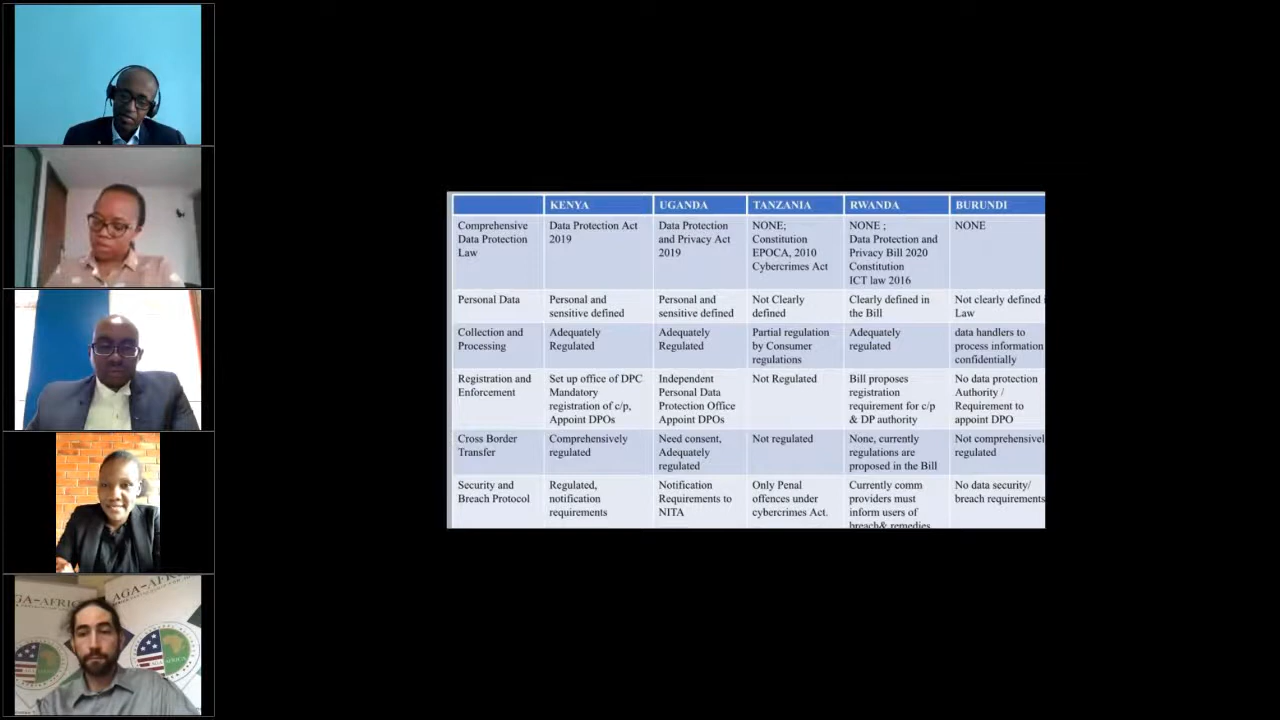 KENYA UGANDA TANZANIA RWANDA BURUNDI
Comprehensive
Data Protection
Law
Data Protection Act
2019
Data Protection
and Privacy Act
2019
NONE;
Constitution
EPOCA, 2010
Cybercrimes Act
NONE ;
Data Protection and
Privacy Bill 2020
Constitution
ICT law 2016
NONE
Personal Data
Personal and
sensitive defined
Personal and
sensitive defined
Not Clearly
defined
Clearly defined in
the Bill
Not clearly defined
Law
Collection and
Processing
Adequately
Regulated
Adequately
Regulated
Partial regulation
by Consumer
regulations
Adequately
regulated
data handlers to
process information
confidentially
Registration and
Enforcement
Set up office of DPC
Mandatory
registration of c/p,
Appoint DPOs
Independent
Personal Data
Protection Office
Appoint DPOs
Not Regulated
Bill proposes
registration
requirement for c/p
& DP authority
No data protection
Authority /
Requirement to
appoint DPO
Cross Border
Transfer
Comprehensively
regulated
Need consent,
Adequately
regulated
Not regulated
None, currently
regulations are
proposed in the Bill
Not comprehensivel
regulated
Security and
Breach Protocol
Regulated,
notification
requirements
Notification
Requirements to
NITA
Only Penal
offences under
cybercrimes Act.
Currently comm
providers must
inform users of
breach& remedies
No data security/
breach requirements
AGA-AFRICA